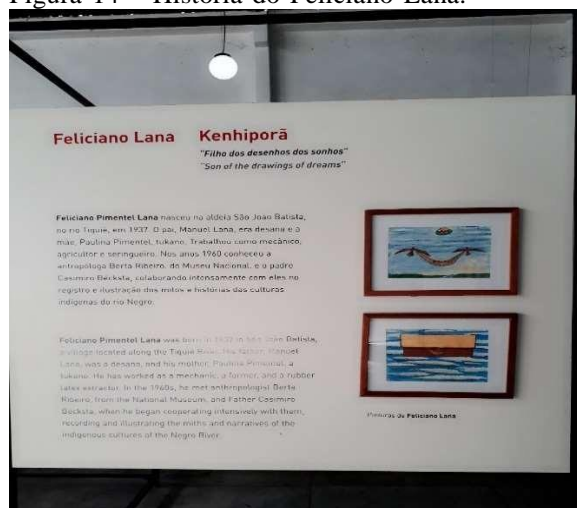 Figura 14 – História do Feliciano Lana.
Feliciano Lana Kenhiporã
"Filho dos desenhos dos sonhos"
"Son of the drawings of dreams"
Feliciano Pimentel Lana nasceu na aldeia São João Batista,
no rio Tiquié, em 1937. O pai, Manuel Lana, era desana e a
mãe, Paulina Pimentel, tukano. Trabalhou como mecânico,
agricultor e seringueiro. Nos anos 1960 conheceu a
antropóloga Berta Ribeiro, do Museu Nacional, e o padre
Casimiro Béksta, colaborando intensamente com eles no
registro e ilustração dos mitos e histórias das culturas
indígenas do rio Negro.
Feliciano Pimentel Lana was born in 1937 in São João Batista,
a village located along the Tiquié River. His father, Manuel
Lana, was a desana, and his mother, Paulina Pimentel, a
tukano. He has worked as a mechanic, a farmer, and a rubber
latex extractor. In the 1960s, he met anthropologist Berta
Ribeiro, from the National Museum, and Father Casimiro
Béksta, when he began cooperating intensively with them,
recording and illustrating the miths and narratives of the
indigenous cultures of the Negro River.
Pinturas de Feliciano Lana